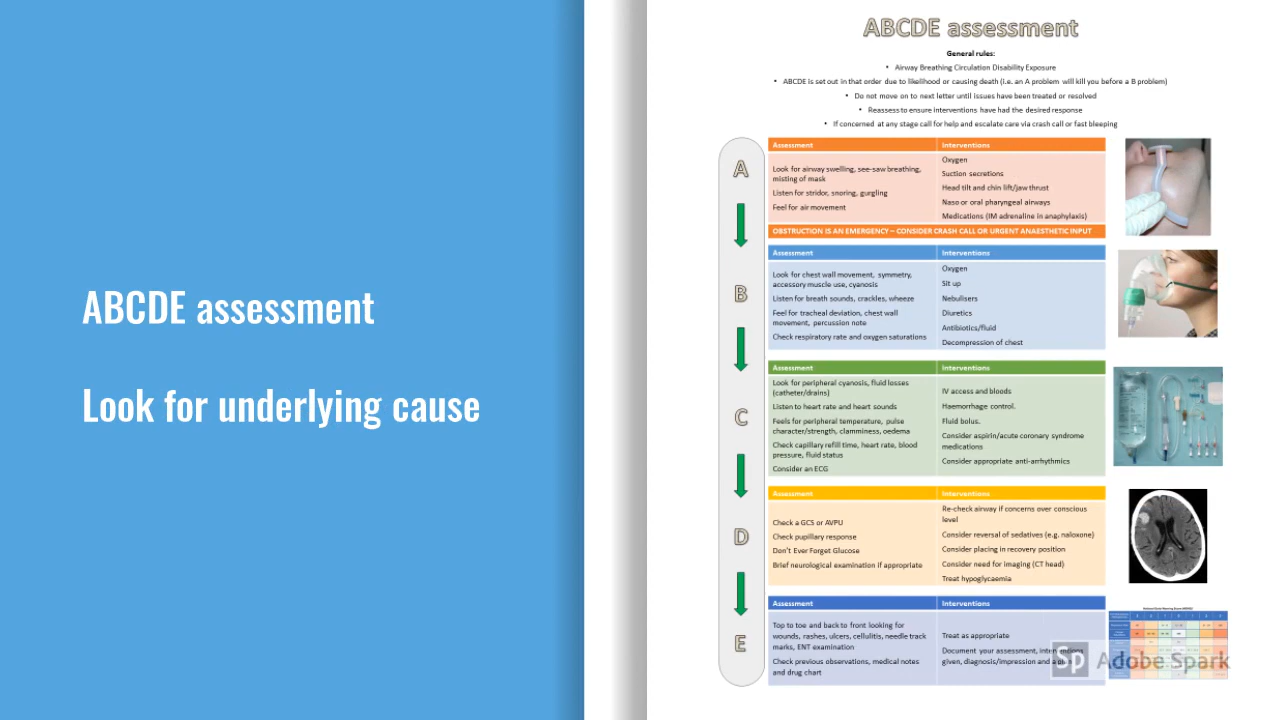 ABCDE assessment
Look for underlying cause
ABCDE assessment
General rules:
• Airway Breathing Circulation Disability Exposure
• ABCDE is set out in that order due to likelihood or causing death (i.e. an A problem will kill you before a B problem)
• Do not move on to next letter until issues have been treated or resolved
• Reassess to ensure interventions have had the desired response
• If concerned at any stage call for help and escalate care via crash call or fast bleeping
A
Assessment
Look for airway swelling, see-saw breathing,
misting of mask
Listen for stridor, snoring, gurgling
Feel for air movement
Interventions
Oxygen
Suction secretions
Head tilt and chin lift/jaw thrust
Naso or oral pharyngeal airways
Medications (IM adrenaline in anaphylaxis)
OBSTRUCTION IS AN EMERGENCY – CONSIDER CRASH CALL OR URGENT ANAESTHETIC INPUT
B
Assessment
Look for chest wall movement, symmetry,
accessory muscle use, cyanosis
Listen for breath sounds, crackles, wheeze
Feel for tracheal deviation, chest wall
movement, percussion note
Check respiratory rate and oxygen saturations
Interventions
Oxygen
Sit up
Nebulisers
Diuretics
Antibiotics/fluid
Decompression of chest
C
Assessment
Look for peripheral cyanosis, fluid losses
(catheter/drains)
Listen to heart rate and heart sounds
Feels for peripheral temperature, pulse
character/strength, clamminess, oedema
Check capillary refill time, heart rate, blood
pressure, fluid status
Consider an ECG
Interventions
IV access and bloods
Haemorrhage control.
Fluid bolus.
Consider aspirin/acute coronary syndrome
medications
Consider appropriate anti-arrhythmics
D
Assessment
Check a GCS or AVPU
Check pupillary response
Don't Ever Forget Glucose
Brief neurological examination if appropriate
Interventions
Re-check airway if concerns over conscious
level
Consider reversal of sedatives (e.g. naloxone)
Consider placing in recovery position
Consider need for imaging (CT head)
Treat hypoglycaemia
E
Assessment
Top to toe and back to front looking for
wounds, rashes, ulcers, cellulitis, needle track
marks, ENT examination
Check previous observations, medical notes
and drug chart
Interventions
Treat as appropriate
Document your assessment, interventions
given, diagnosis/impression and a plan
Sp Adobe Spark